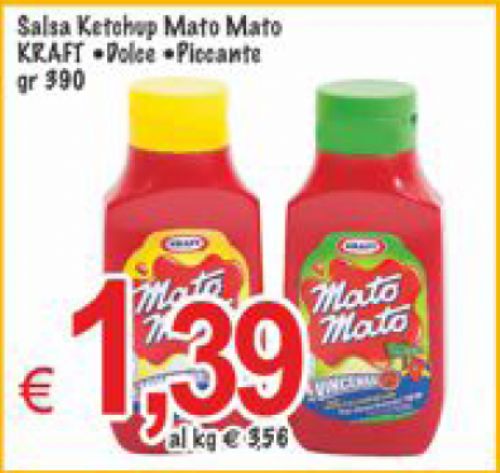 Salsa Ketchup Mato Mato
KRAFT •Dolce •Piccante
gr 390
KRAFT
KRAFT
Mato
Mato
Mato
€ 1,39
al kg € 3,56